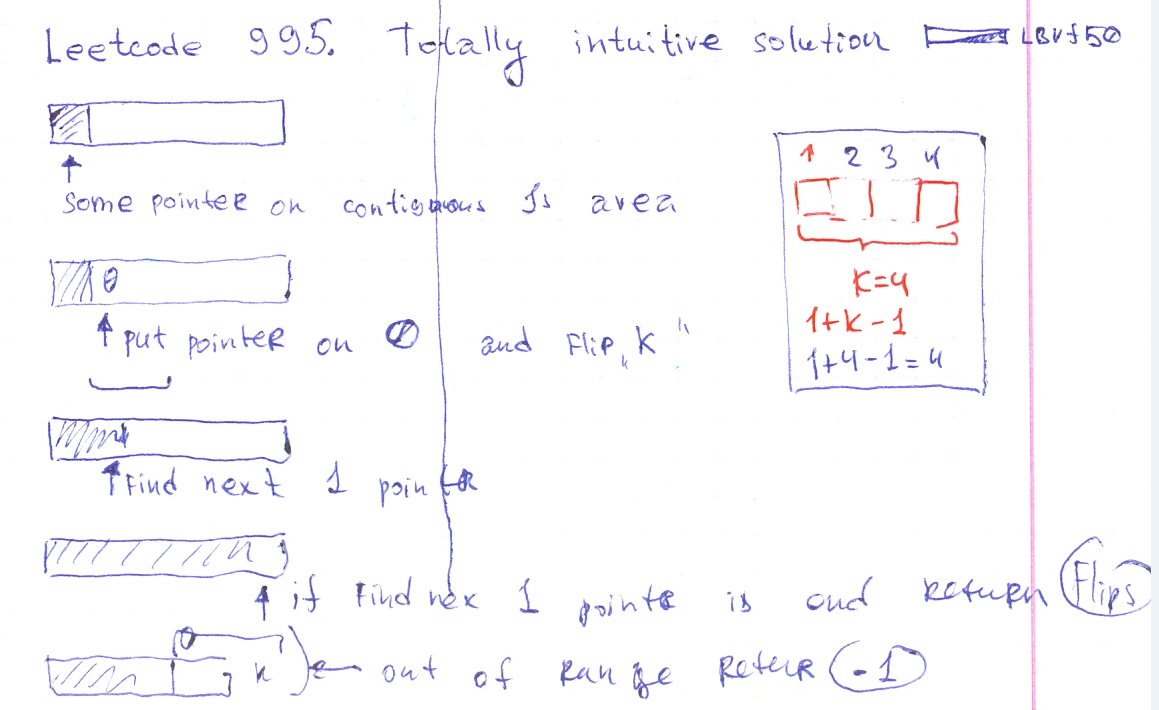 Leetcode 995. Totally intuitive solution LBVS50
some pointer on contiguous 1s area
0
put pointer on 0 and Flip „K"
Find next 1 pointer
if Find nex 1 pointe is end return Flips
0
K out of range return -1
1 2 3 4
K=4
1+K-1
1+4-1=4